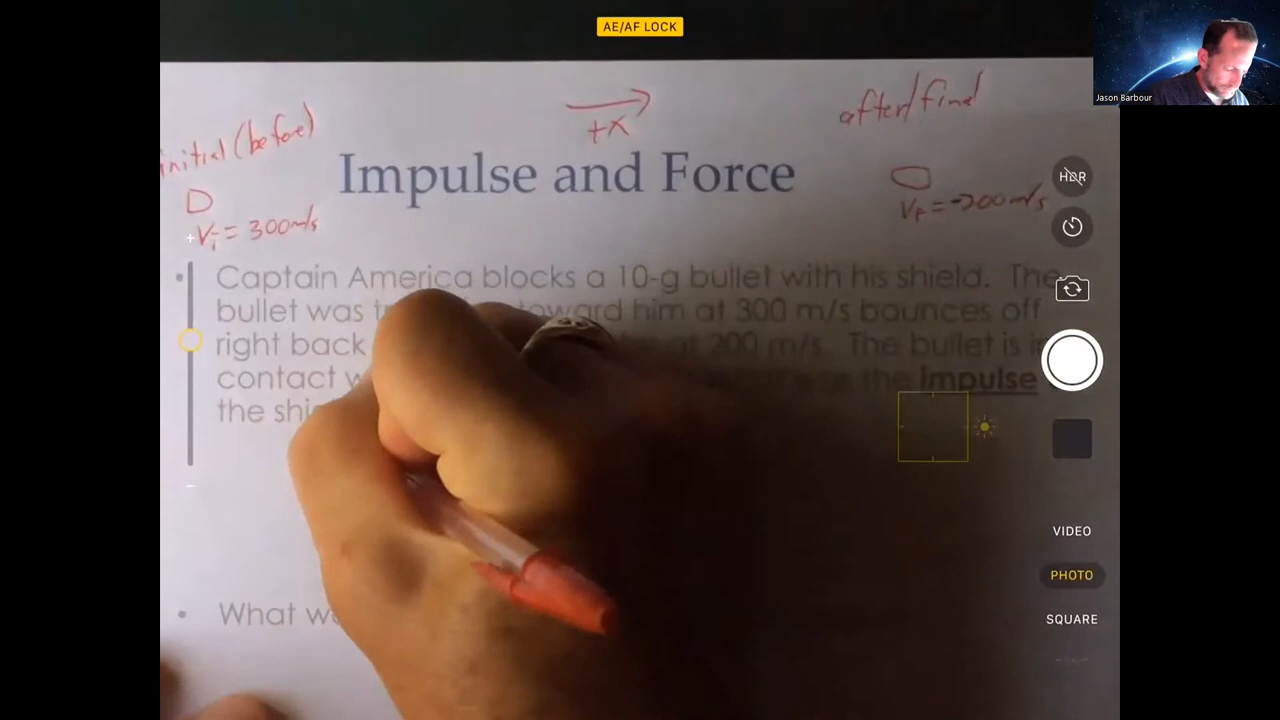 AE/AF LOCK
Jason Barbour
initial (before)
+x
after/final
Impulse and Force
HDR
Vi = 300m/s
VF = -200m/s
• Captain America blocks a 10-g bullet with his shield. The
bullet was toward him at 300 m/s bounces off
right back at 200 m/s. The bullet is
contact the Impulse
the
• What
VIDEO
PHOTO
SQUARE